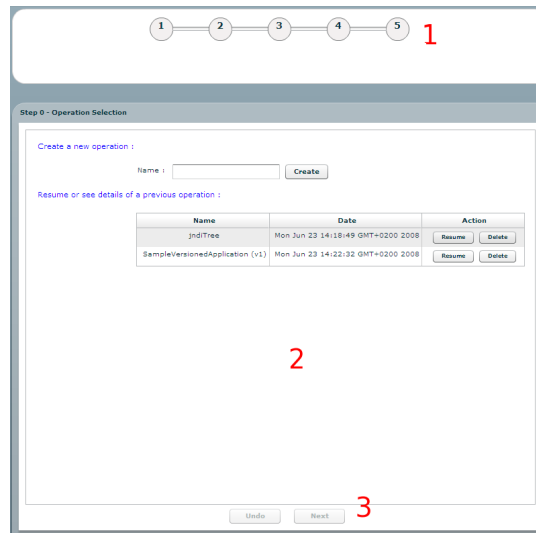 1 2 3 4 5 1
Step 0 - Operation Selection
Create a new operation :
Name : Create
Resume or see details of a previous operation :
Name Date Action
jndiTree Mon Jun 23 14:18:49 GMT+0200 2008 Resume Delete
SampleVersionedApplication (v1) Mon Jun 23 14:22:32 GMT+0200 2008 Resume Delete
2
Undo Next 3